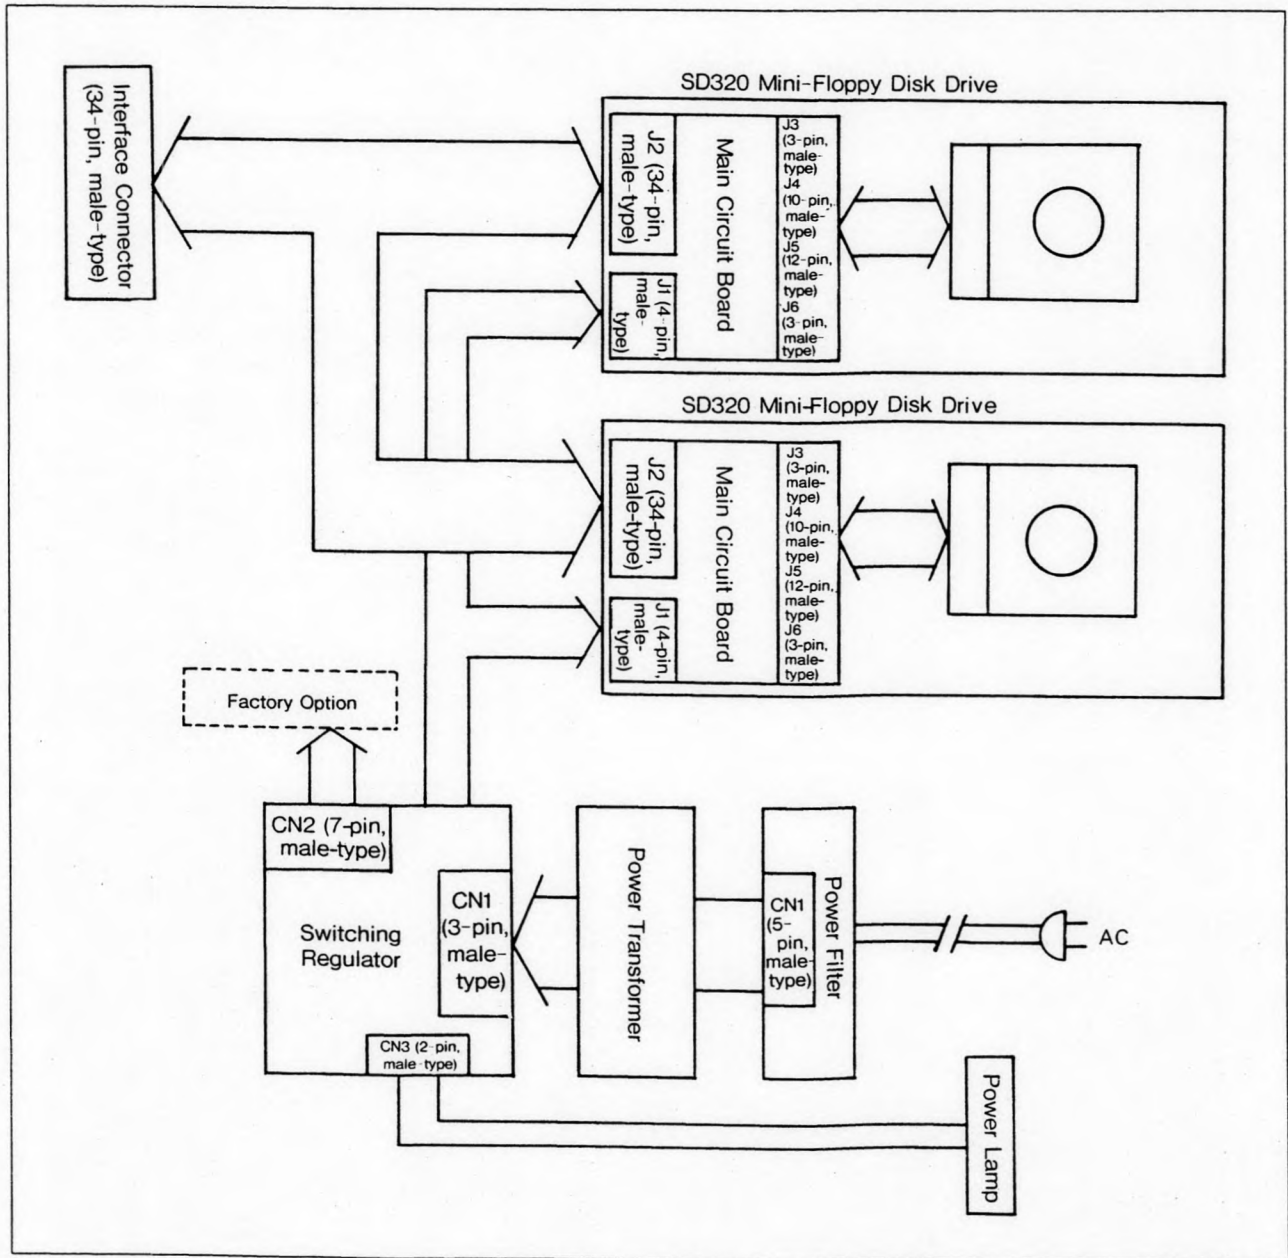 SD320 Mini-Floppy Disk Drive
Interface Connector
(34-pin, male-type)
J2 (34-pin,
male-type)
J1 (4-pin,
male-
type)
Main Circuit Board
J3
(3-pin,
male-
type)
J4
(10-pin,
male-
type)
J5
(12-pin,
male-
type)
J6
(3-pin,
male-
type)
SD320 Mini-Floppy Disk Drive
J2 (34-pin,
male-type)
J1 (4-pin,
male-
type)
Main Circuit Board
J3
(3-pin,
male-
type)
J4
(10-pin,
male-
type)
J5
(12-pin,
male-
type)
J6
(3-pin,
male-
type)
Factory Option
CN2 (7-pin,
male-type)
CN1
(3-pin,
male-
type)
Switching
Regulator
CN3 (2-pin,
male-type)
Power Transformer
CN1
(5-
pin,
male-
type)
Power Filter
AC
Power Lamp